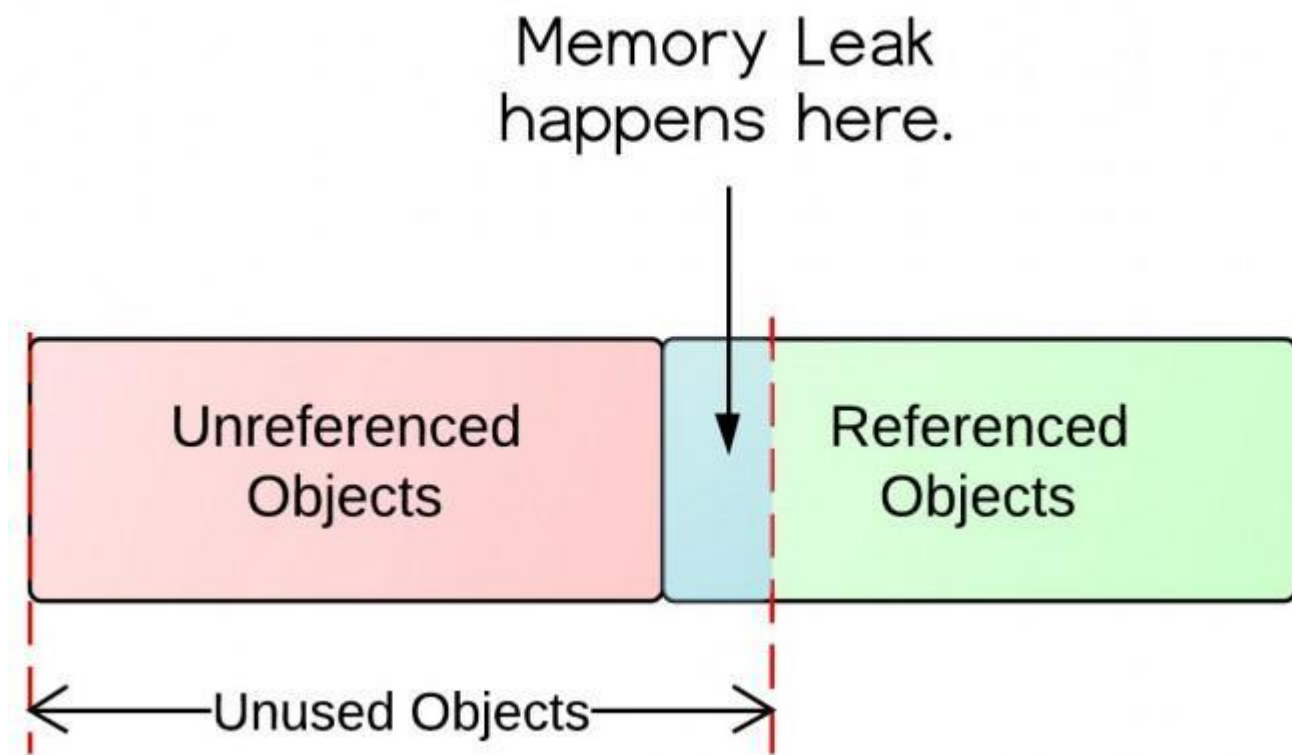 Memory Leak
happens here.
Unreferenced
Objects
Referenced
Objects
Unused Objects